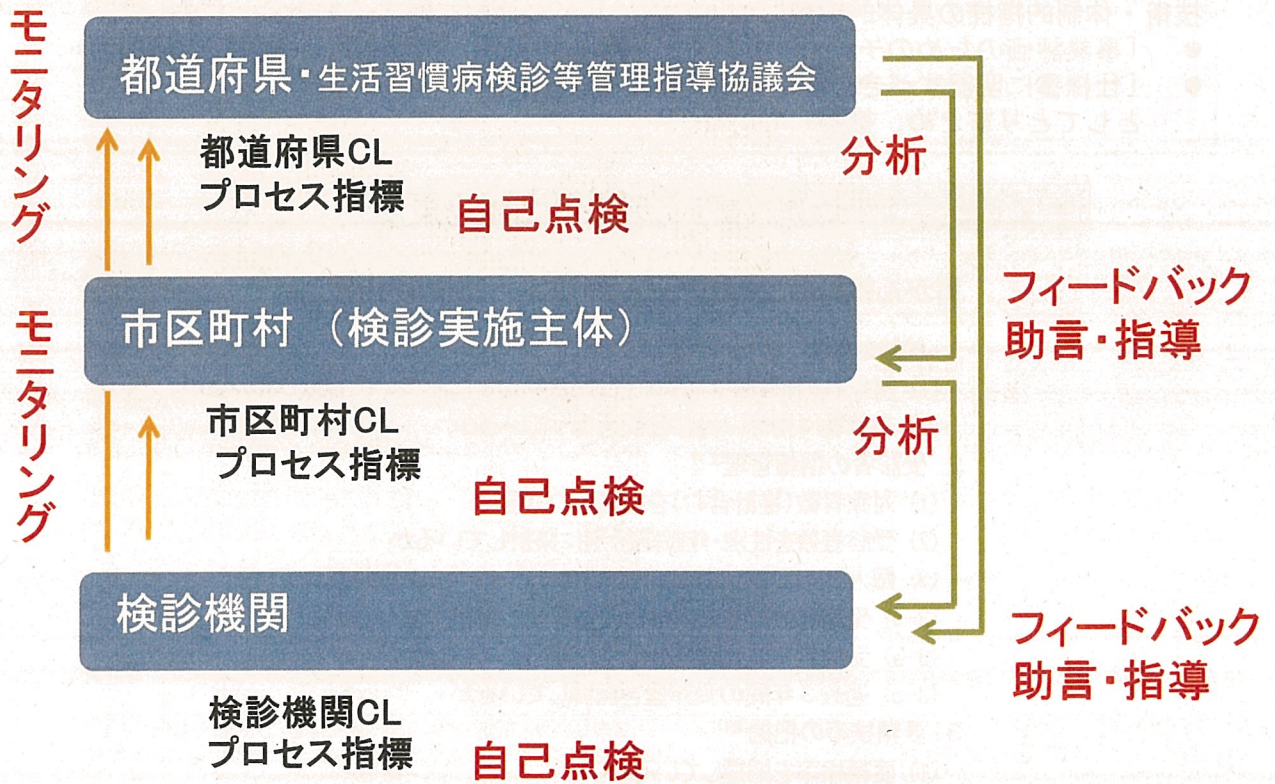 モニタリング
都道府県・生活習慣病検診等管理指導協議会
都道府県CL
プロセス指標
自己点検
分析
フィードバック
助言・指導
モニタリング
市区町村 (検診実施主体)
市区町村CL
プロセス指標
自己点検
分析
検診機関
フィードバック
助言・指導
検診機関CL
プロセス指標
自己点検